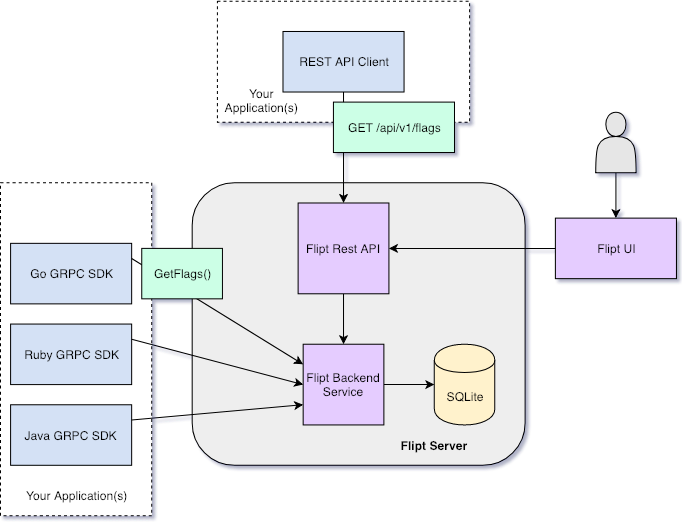 REST API Client
Your
Application(s)
GET /api/v1/flags
Flipt Rest API
Flipt UI
Go GRPC SDK
GetFlags()
Ruby GRPC SDK
Flipt Backend
Service
SQLite
Java GRPC SDK
Flipt Server
Your Application(s)